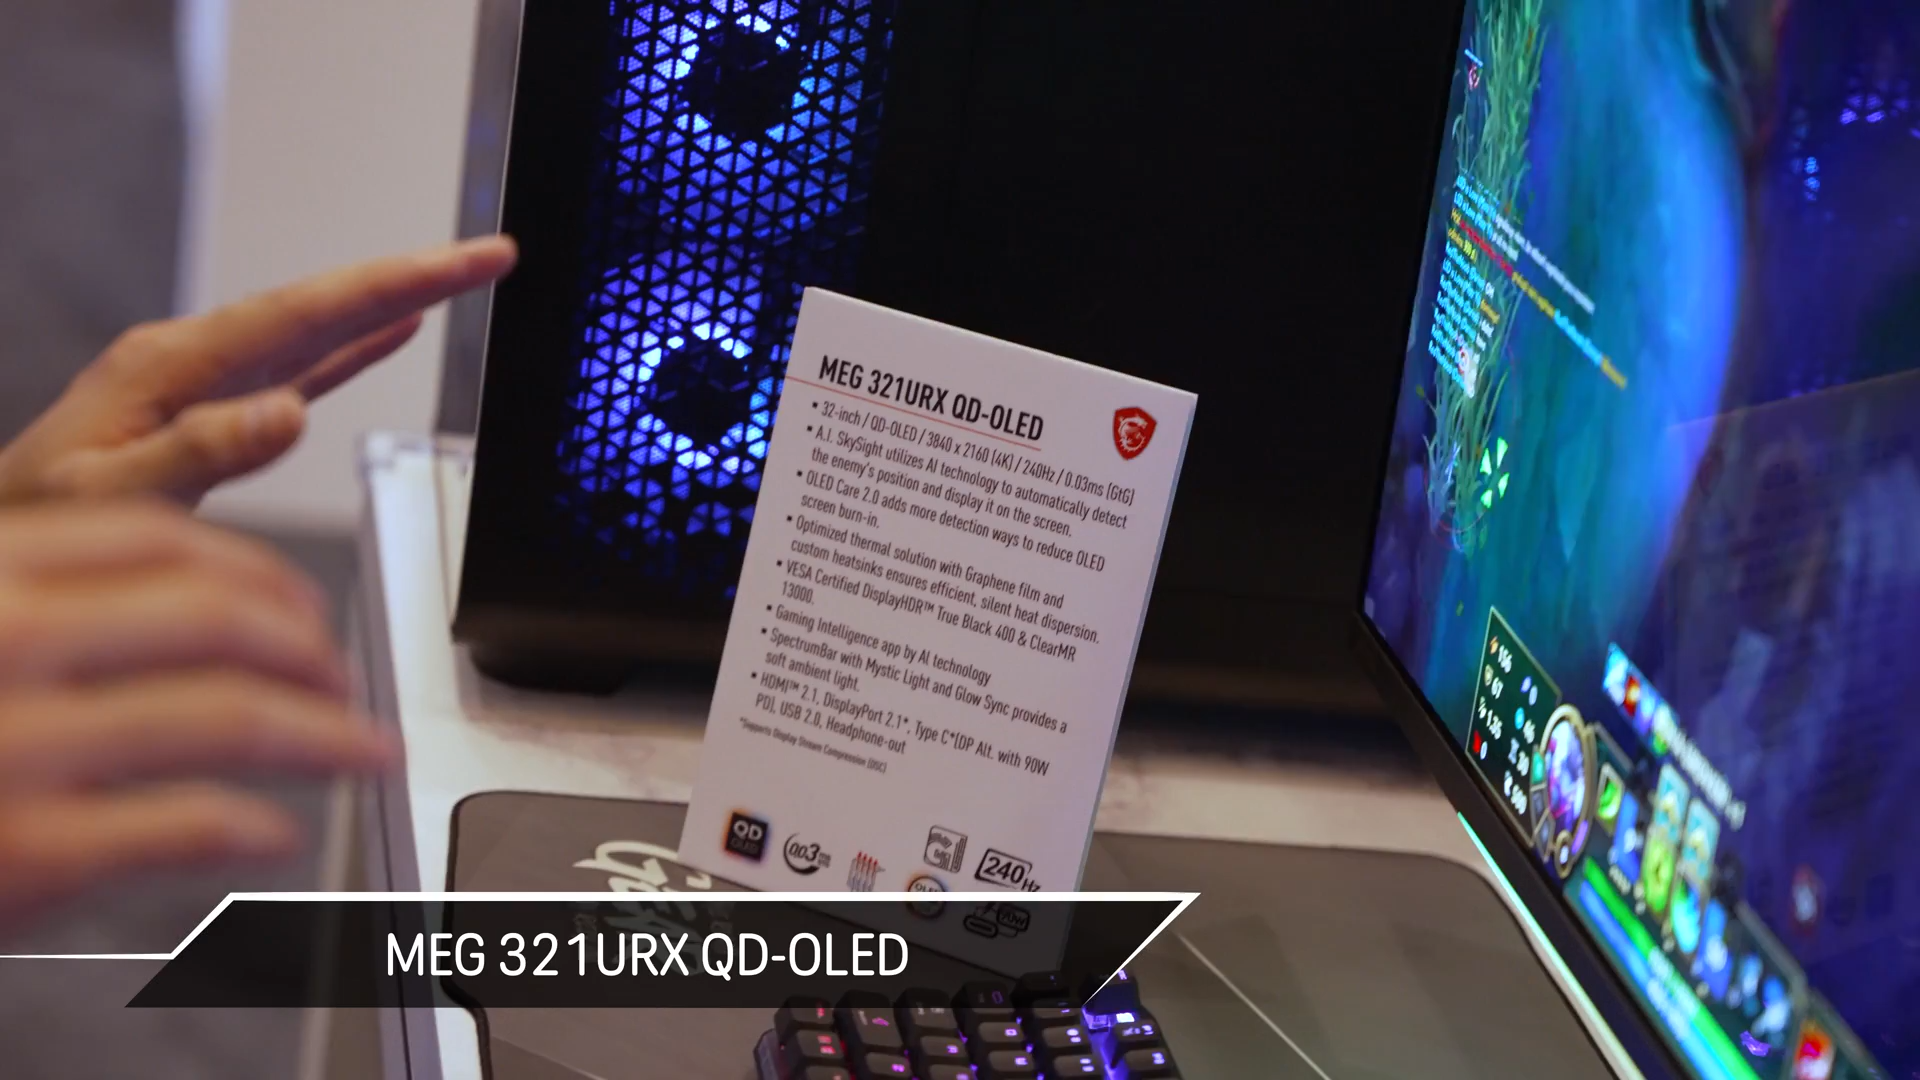 MEG 321URX QD-OLED
▪ 32-inch / QD-OLED / 3840 x 2160 (4K) / 240Hz / 0.03ms (GtG)
▪ A.I. SkySight utilizes AI technology to automatically detect
the enemy's position and display it on the screen.
▪ OLED Care 2.0 adds more detection ways to reduce OLED
screen burn-in.
▪ Optimized thermal solution with Graphene film and
custom heatsinks ensures efficient, silent heat dispersion.
▪ VESA Certified DisplayHDR™ True Black 400 & ClearMR
13000.
▪ Gaming Intelligence app by AI technology
▪ SpectrumBar with Mystic Light and Glow Sync provides a
soft ambient light.
▪ HDMI™ 2.1, DisplayPort 2.1*, Type C*(DP Alt. with 90W
PD), USB 2.0, Headphone-out
*Supports Display Stream Compression (DSC)
QD
OLED
0.03
240Hz
MEG 321URX QD-OLED
156
67